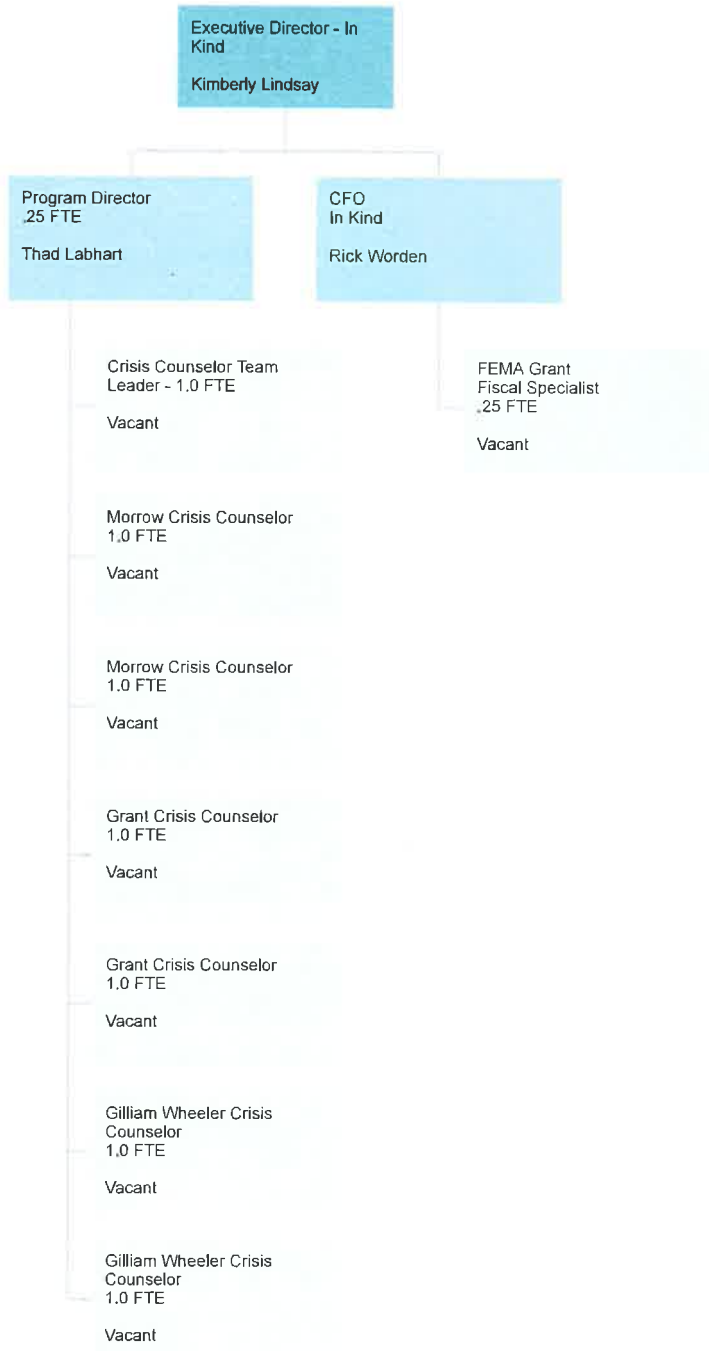 Executive Director - In
Kind
Kimberly Lindsay
Program Director
.25 FTE
Thad Labhart
CFO
In Kind
Rick Worden
Crisis Counselor Team
Leader - 1.0 FTE
Vacant
FEMA Grant
Fiscal Specialist
.25 FTE
Vacant
Morrow Crisis Counselor
1.0 FTE
Vacant
Morrow Crisis Counselor
1.0 FTE
Vacant
Grant Crisis Counselor
1.0 FTE
Vacant
Grant Crisis Counselor
1.0 FTE
Vacant
Gilliam Wheeler Crisis
Counselor
1.0 FTE
Vacant
Gilliam Wheeler Crisis
Counselor
1.0 FTE
Vacant